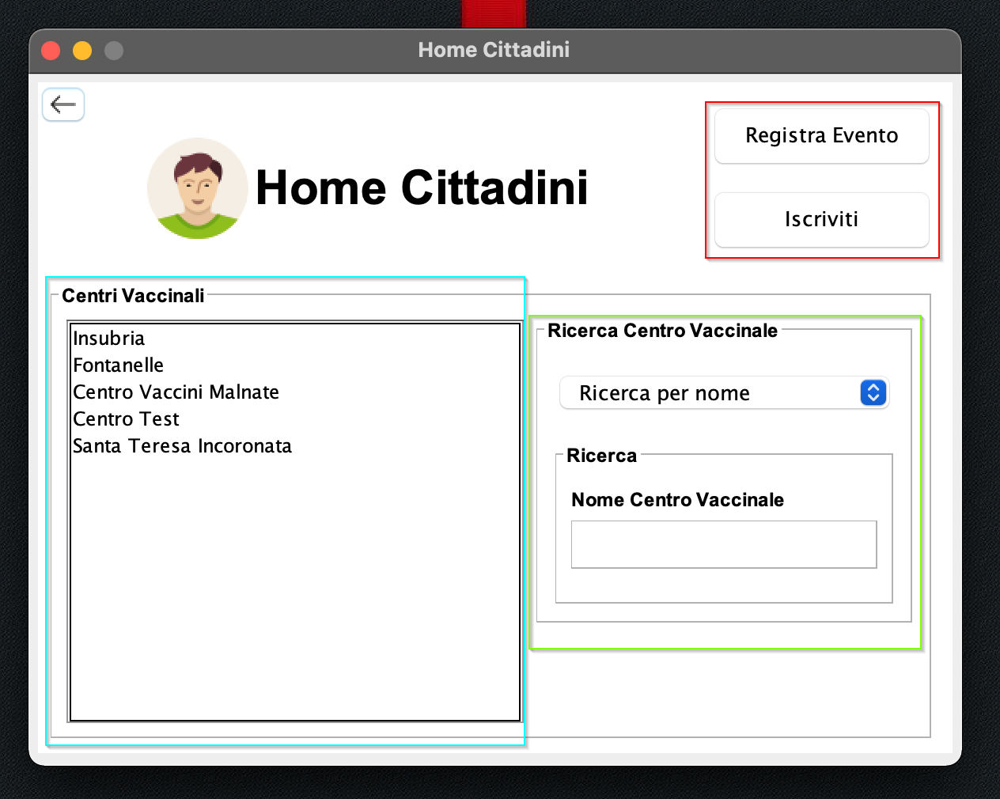 Home Cittadini
Registra Evento
Home Cittadini
Iscriviti
Centri Vaccinali
Insubria
Fontanelle
Centro Vaccini Malnate
Centro Test
Santa Teresa Incoronata
Ricerca Centro Vaccinale
Ricerca per nome
Ricerca
Nome Centro Vaccinale